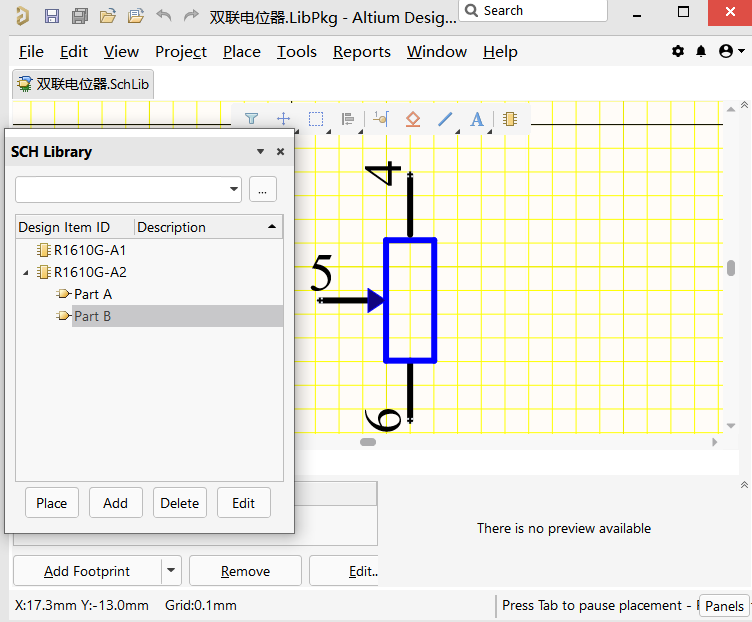 双联电位器.LibPkg - Altium Desig...
Search
File Edit View Project Place Tools Reports Window Help
双联电位器.SchLib
A
SCH Library
...
Design Item ID Description
R1610G-A1
R1610G-A2
Part A
Part B
Place Add Delete Edit
4
5
6
There is no preview available
Add Footprint Remove Edit..
X:17.3mm Y:-13.0mm Grid:0.1mm
Press Tab to pause placement -
Panels